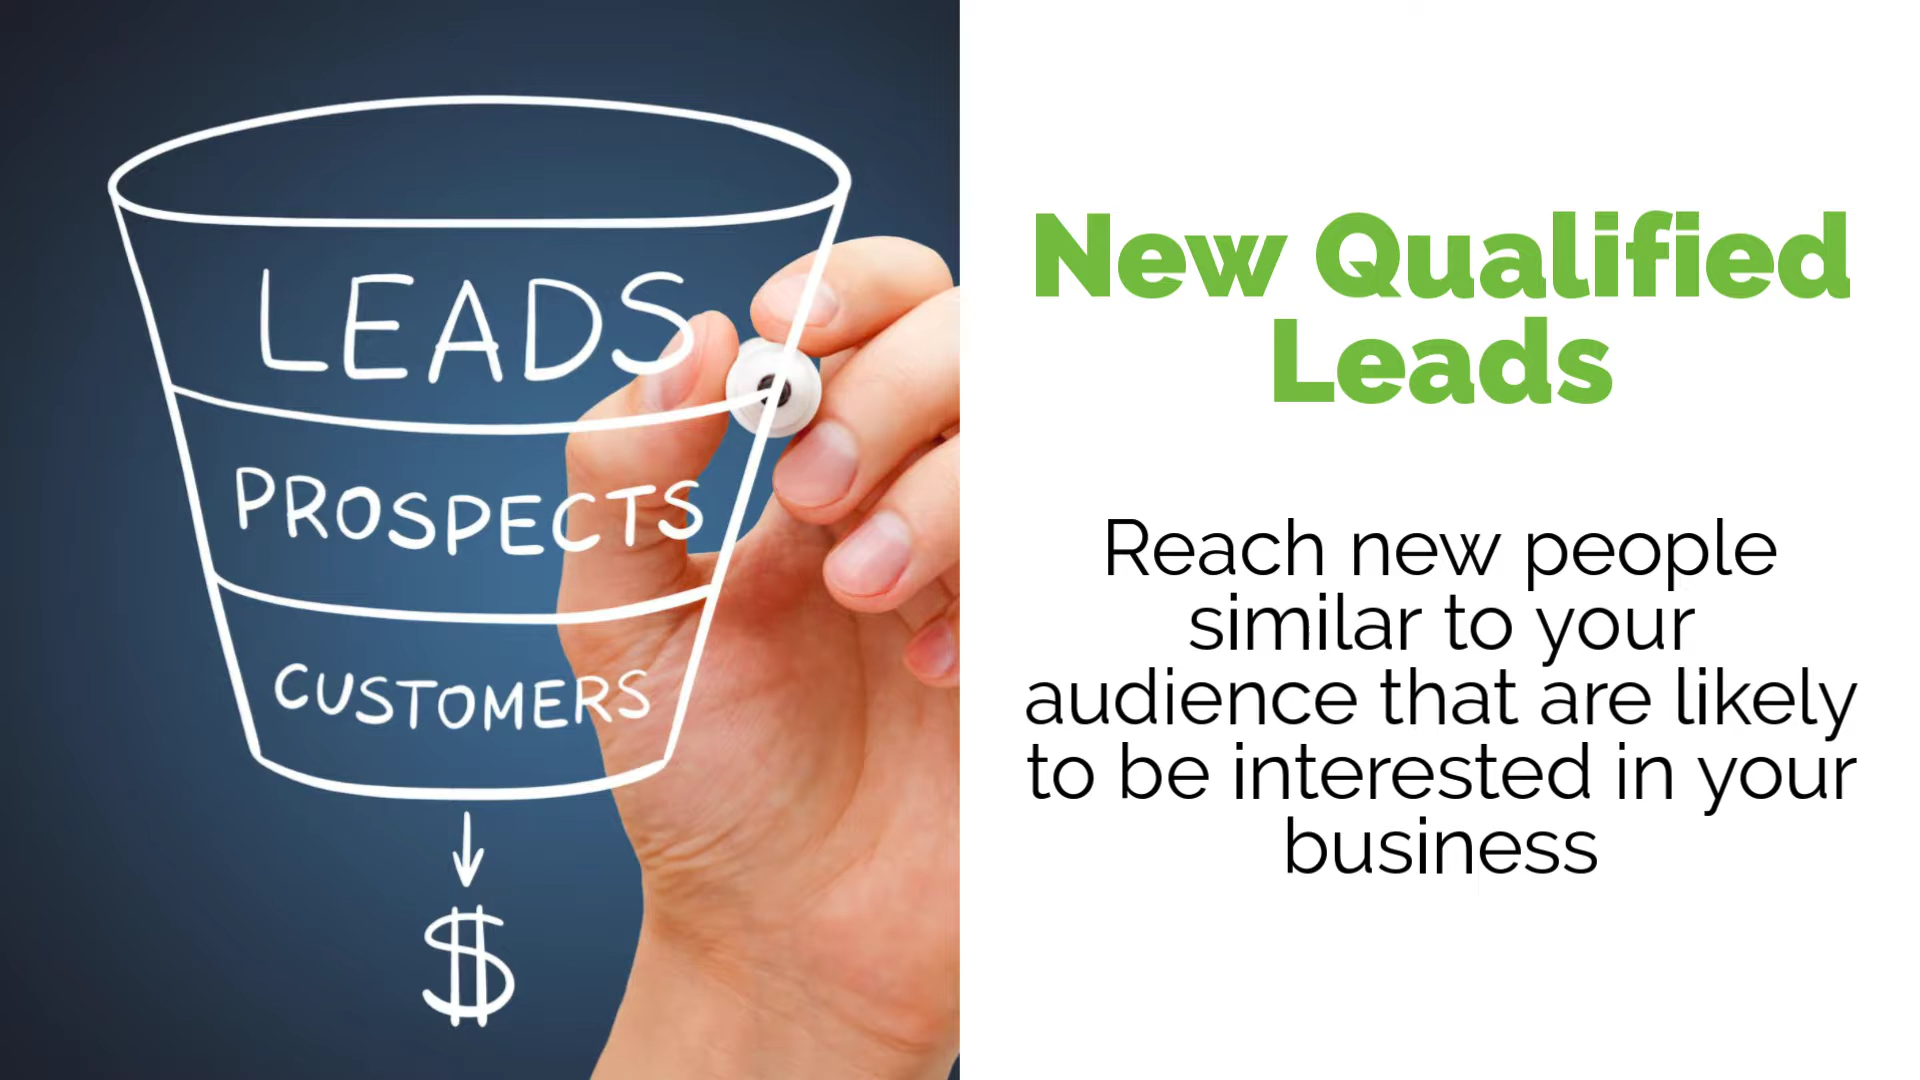 LEADS
PROSPECTS
CUSTOMERS
$
New Qualified
Leads
Reach new people
similar to your
audience that are likely
to be interested in your
business